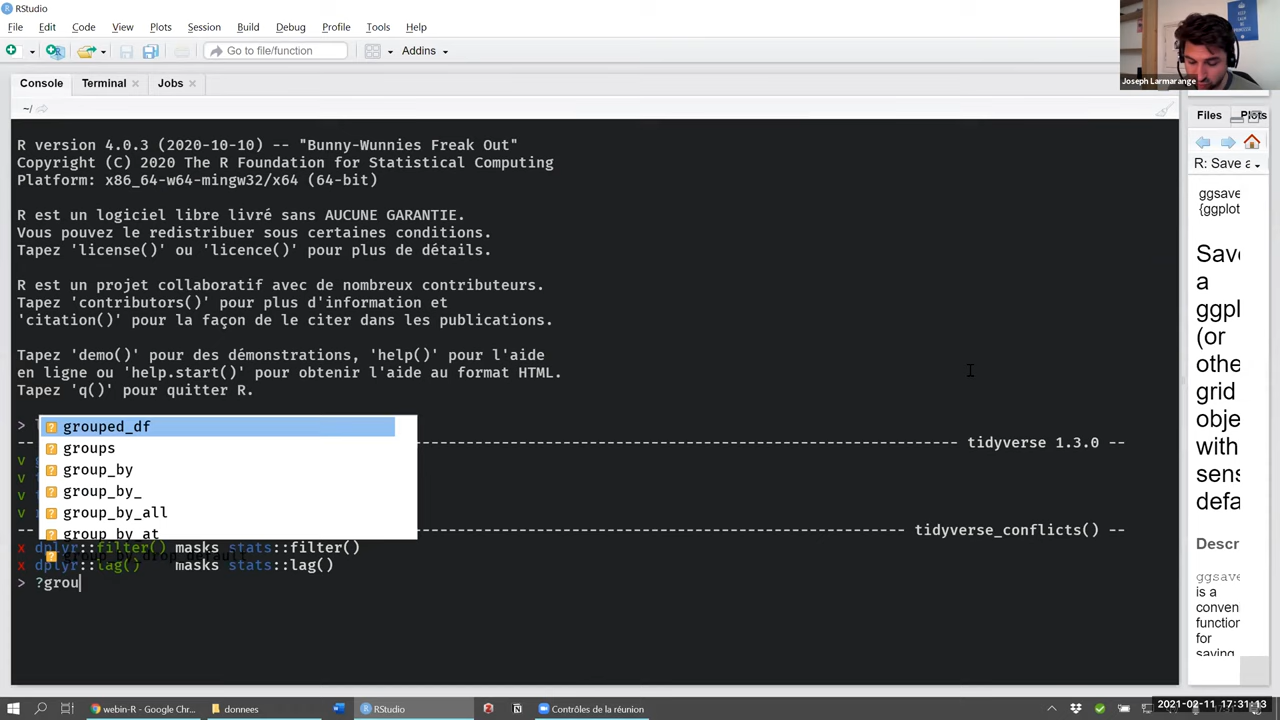 RStudio
File Edit Code View Plots Session Build Debug Profile Tools Help
Go to file/function
Addins
KEEP CALM
Joseph Larmarange
Console Terminal Jobs
~/
R version 4.0.3 (2020-10-10) -- "Bunny-Wunnies Freak Out"
Copyright (C) 2020 The R Foundation for Statistical Computing
Platform: x86_64-w64-mingw32/x64 (64-bit)
R est un logiciel libre livré sans AUCUNE GARANTIE.
Vous pouvez le redistribuer sous certaines conditions.
Tapez 'license()' ou 'licence()' pour plus de détails.
R est un projet collaboratif avec de nombreux contributeurs.
Tapez 'contributors()' pour plus d'information et
'citation()' pour la façon de le citer dans les publications.
Tapez 'demo()' pour des démonstrations, 'help()' pour l'aide
en ligne ou 'help.start()' pour obtenir l'aide au format HTML.
Tapez 'q()' pour quitter R.
>
grouped_df
groups
group_by
group_by_
group_by_all
group_by_at
group_by_drop_default
-- tidyverse 1.3.0 --
v
v
v
v
-- tidyverse_conflicts() --
x dplyr::filter() masks stats::filter()
x dplyr::lag() masks stats::lag()
> ?grou
Files Plots
R: Save a
ggsave
{ggplot
Save
a
ggpl
(or
othe
grid
obje
with
sens
defa
Descr
ggsave
is a
conven
function
for
saving
webin-R - Google Chr...
donnees
RStudio
Contrôles de la réunion
2021-02-11 17:31:13